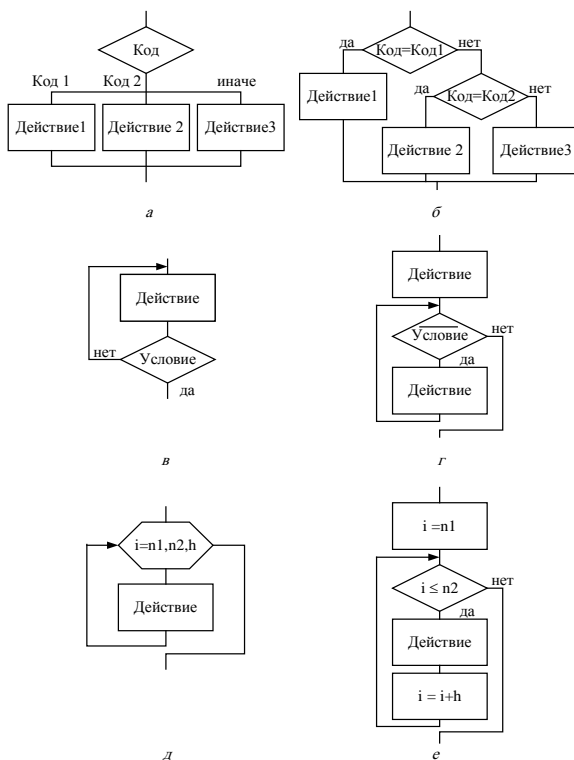 Код
Код 1 Код 2 иначе
Действие1 Действие 2 Действие3
а
да Код=Код1 нет
Действие1
да Код=Код2 нет
Действие 2 Действие3
б
Действие
нет Условие
да
в
Действие
Условие нет
да
Действие
г
i=n1,n2,h
Действие
д
i =n1
i ≤ n2 нет
да
Действие
i = i+h
е